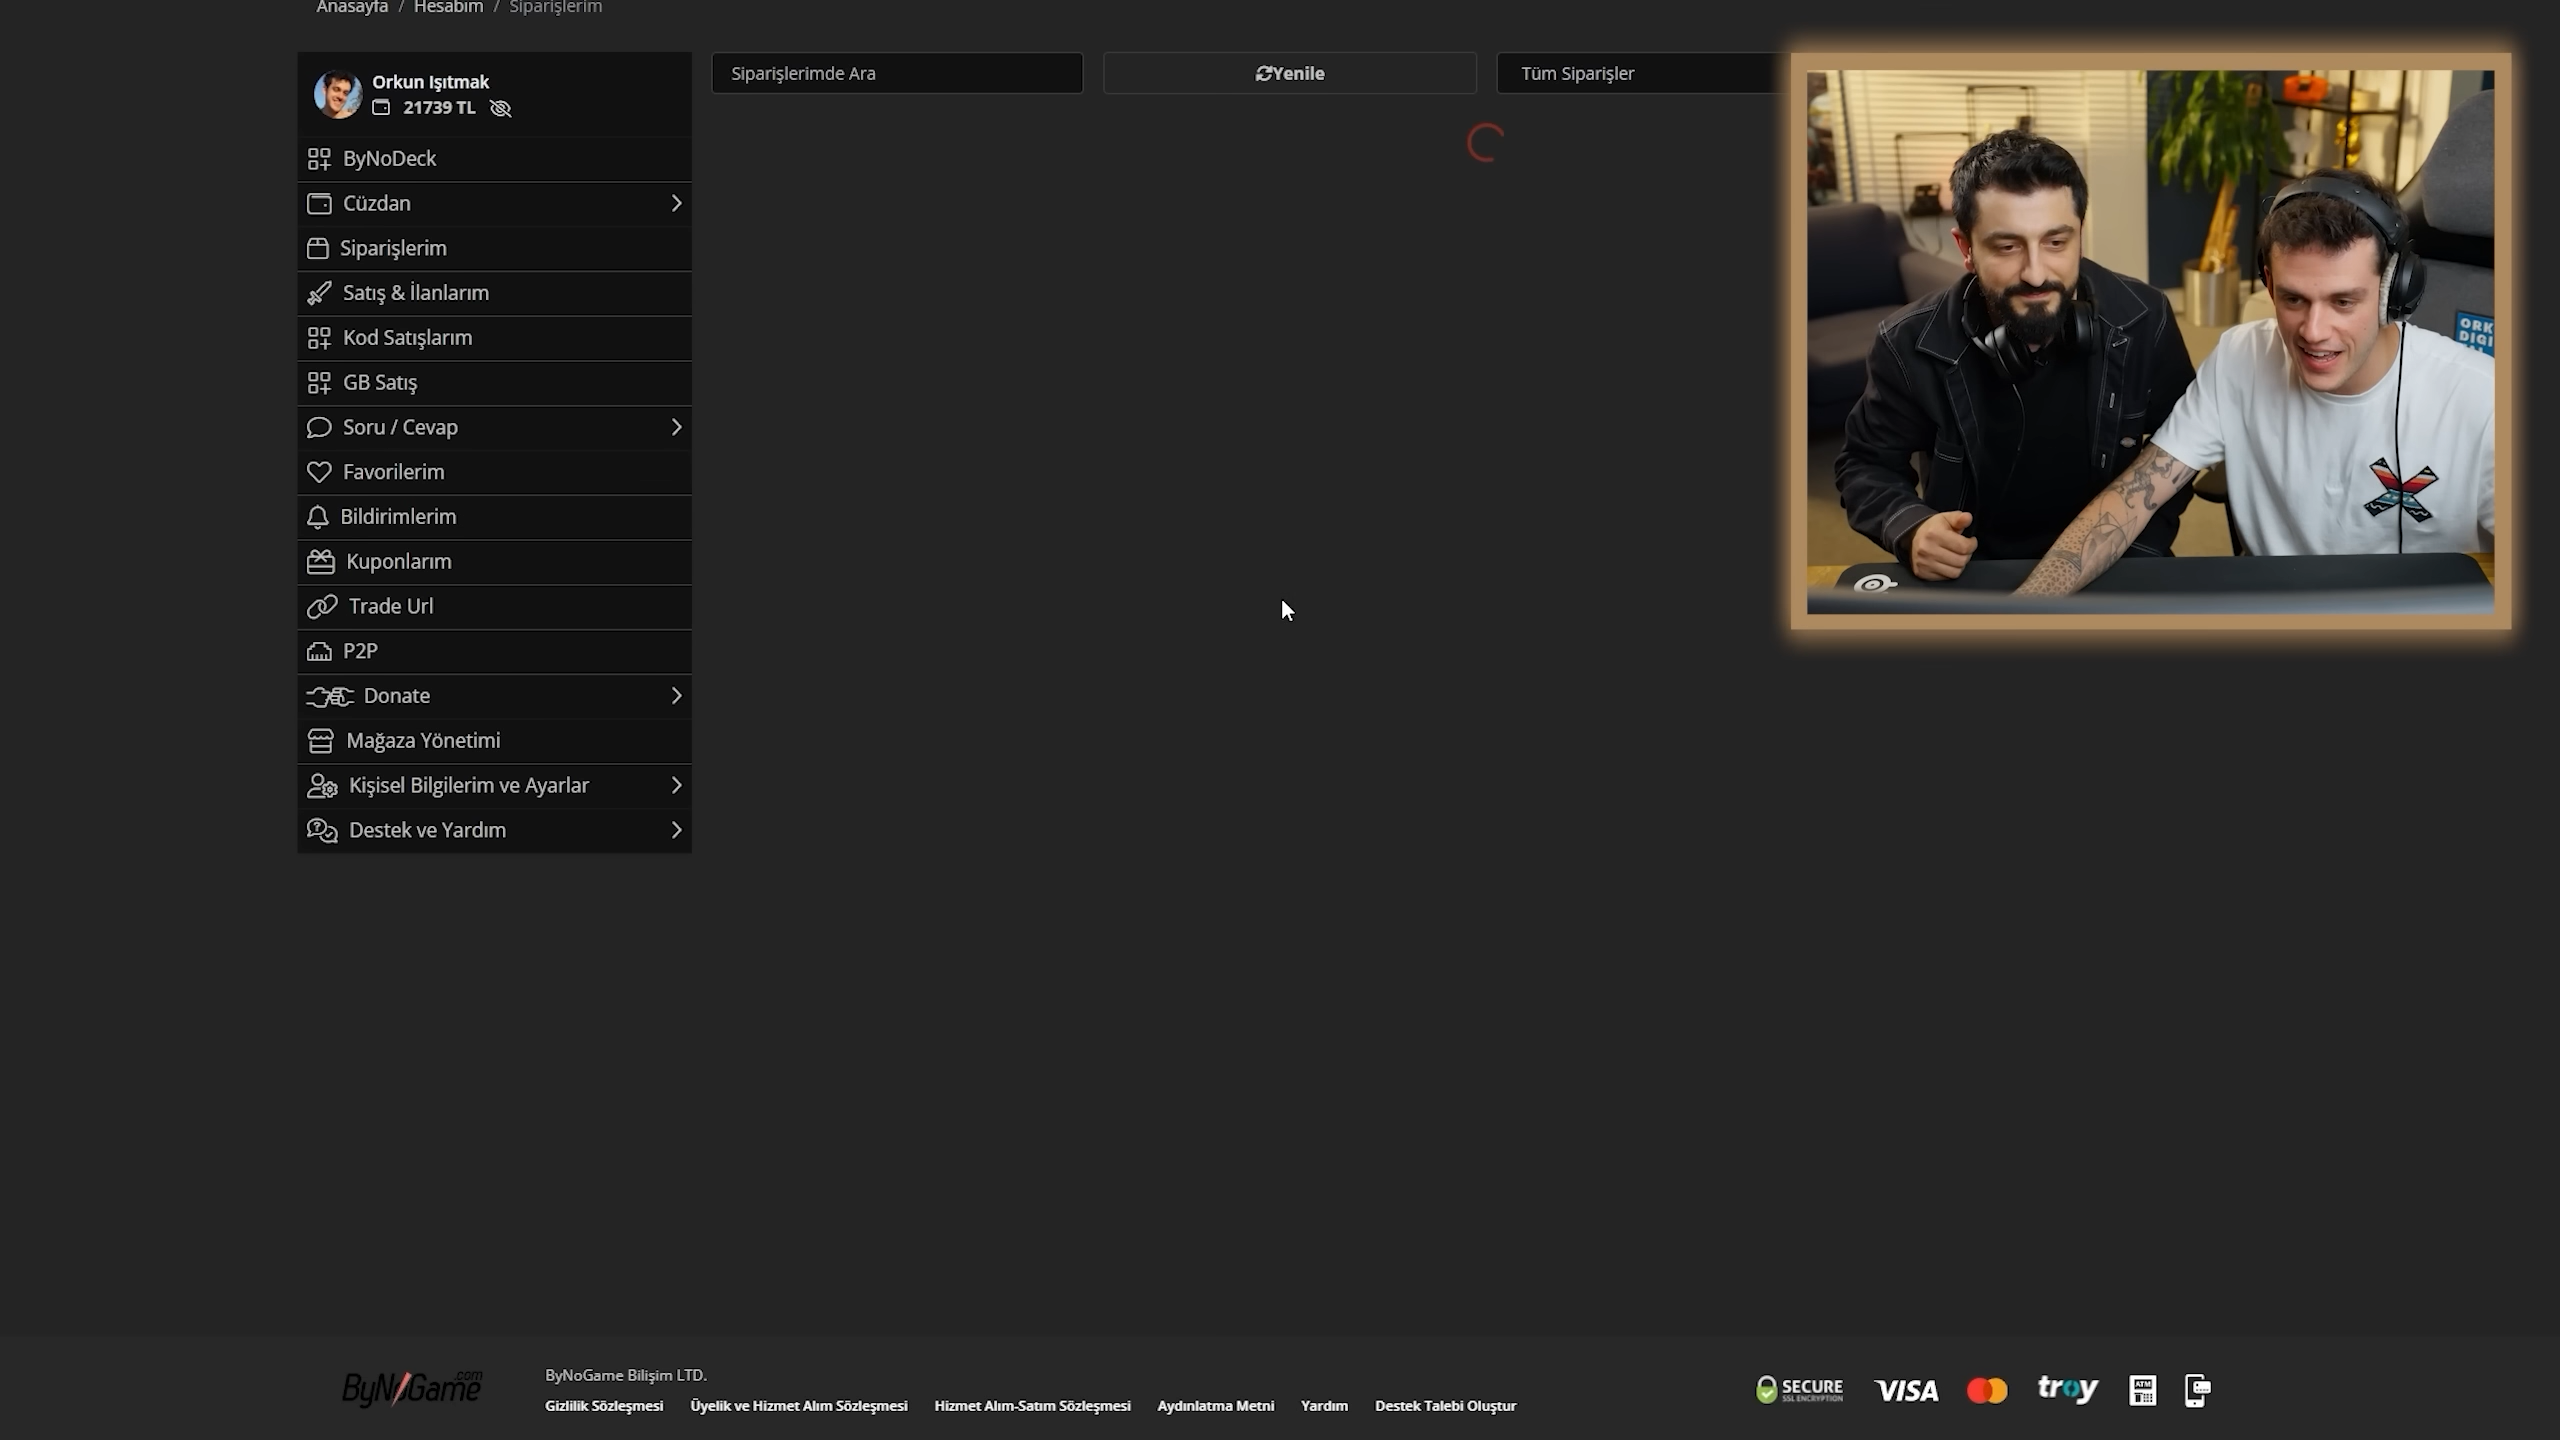 Anasayfa / Hesabım / Siparişlerim
Orkun Işıtmak
21739 TL
ByNoDeck
Cüzdan
Siparişlerim
Satış & İlanlarım
Kod Satışlarım
GB Satış
Soru / Cevap
Favorilerim
Bildirimlerim
Kuponlarım
Trade Url
P2P
Donate
Mağaza Yönetimi
Kişisel Bilgilerim ve Ayarlar
Destek ve Yardım
Siparişlerimde Ara
Yenile
Tüm Siparişler
ORK
DIGI
ByNoGame.com
ByNoGame Bilişim LTD.
Gizlilik Sözleşmesi Üyelik ve Hizmet Alım Sözleşmesi Hizmet Alım-Satım Sözleşmesi Aydınlatma Metni Yardım Destek Talebi Oluştur
SECURE
SSL ENCRYPTION
VISA
troy
ATM